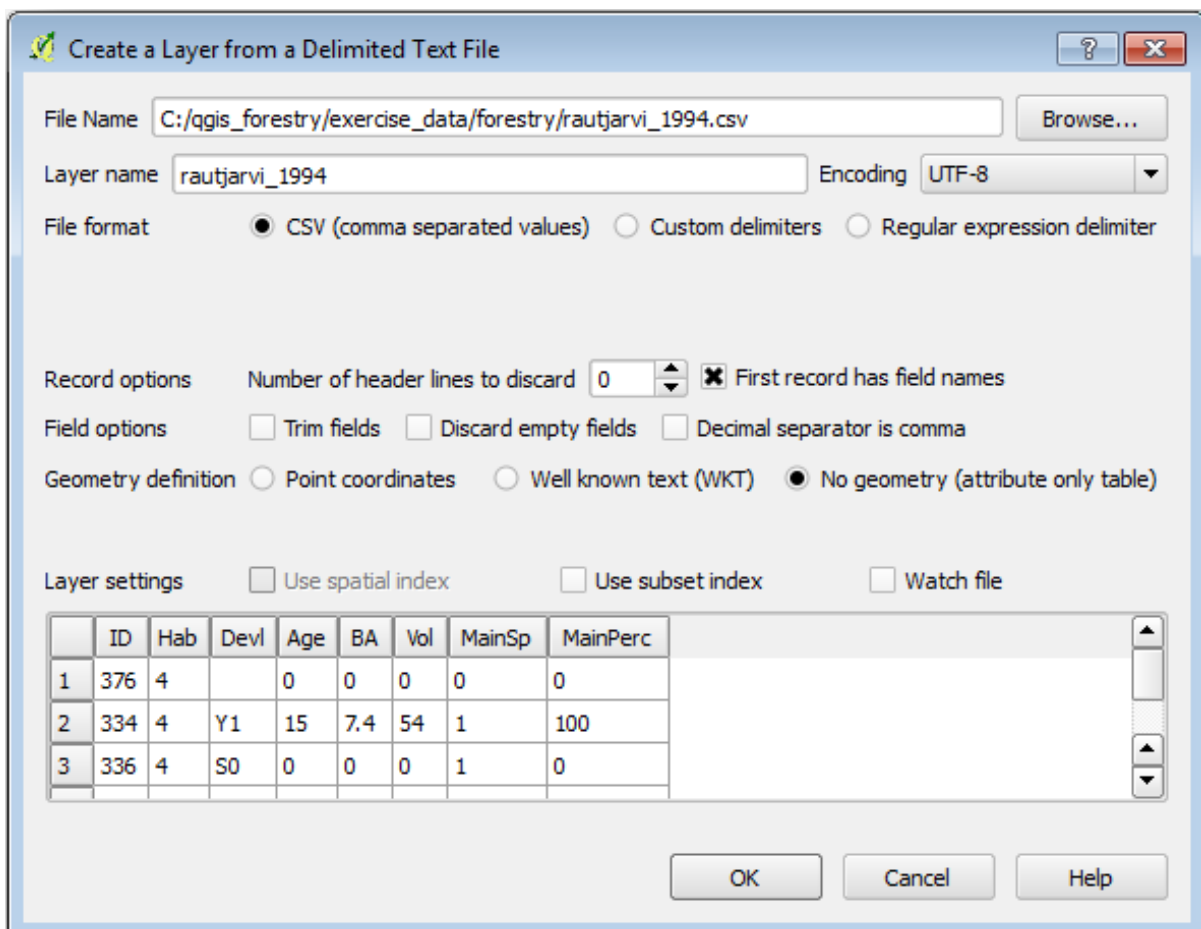 Create a Layer from a Delimited Text File
File Name C:/qgis_forestry/exercise_data/forestry/rautjarvi_1994.csv Browse...
Layer name rautjarvi_1994 Encoding UTF-8
File format CSV (comma separated values) Custom delimiters Regular expression delimiter
Record options Number of header lines to discard 0 First record has field names
Field options Trim fields Discard empty fields Decimal separator is comma
Geometry definition Point coordinates Well known text (WKT) No geometry (attribute only table)
Layer settings Use spatial index Use subset index Watch file
ID Hab Devl Age BA Vol MainSp MainPerc
1 376 4 0 0 0 0 0
2 334 4 Y1 15 7.4 54 1 100
3 336 4 S0 0 0 0 1 0
OK Cancel Help